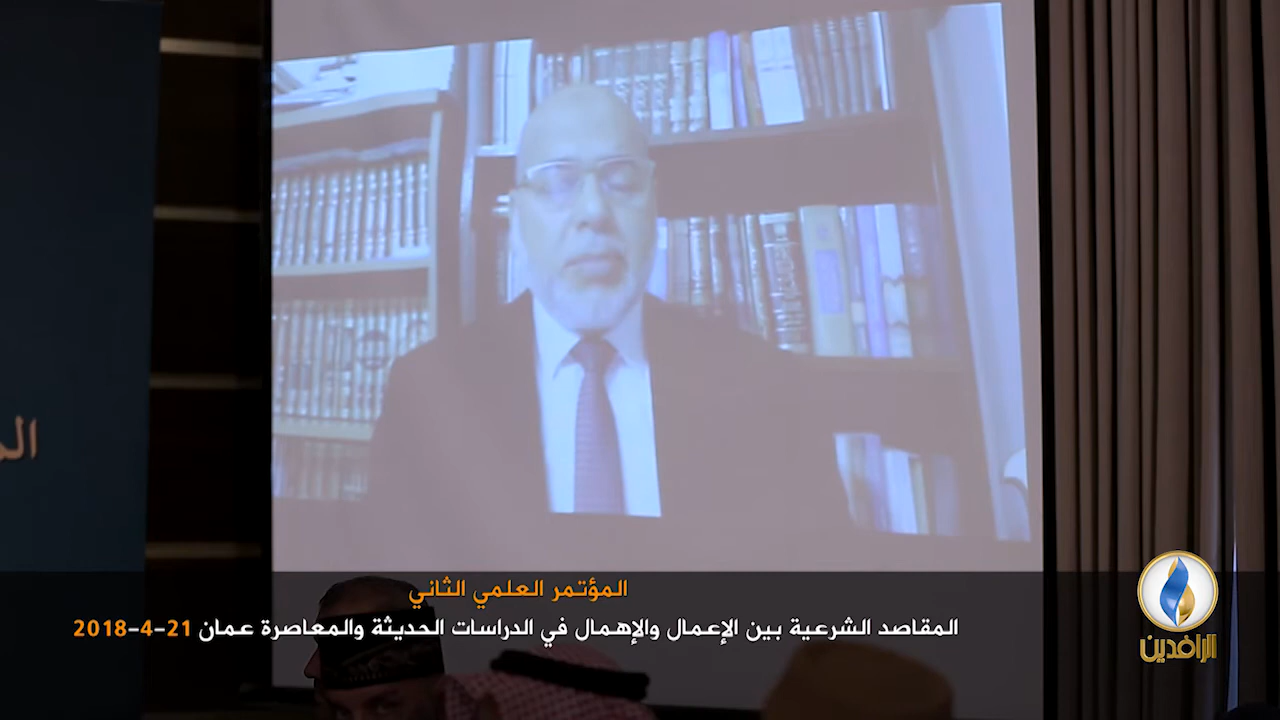 المؤتمر العلمي الثاني
المقاصد الشرعية بين الإعمال والإهمال في الدراسات الحديثة والمعاصرة عمان 21-4-2018
الرافدين